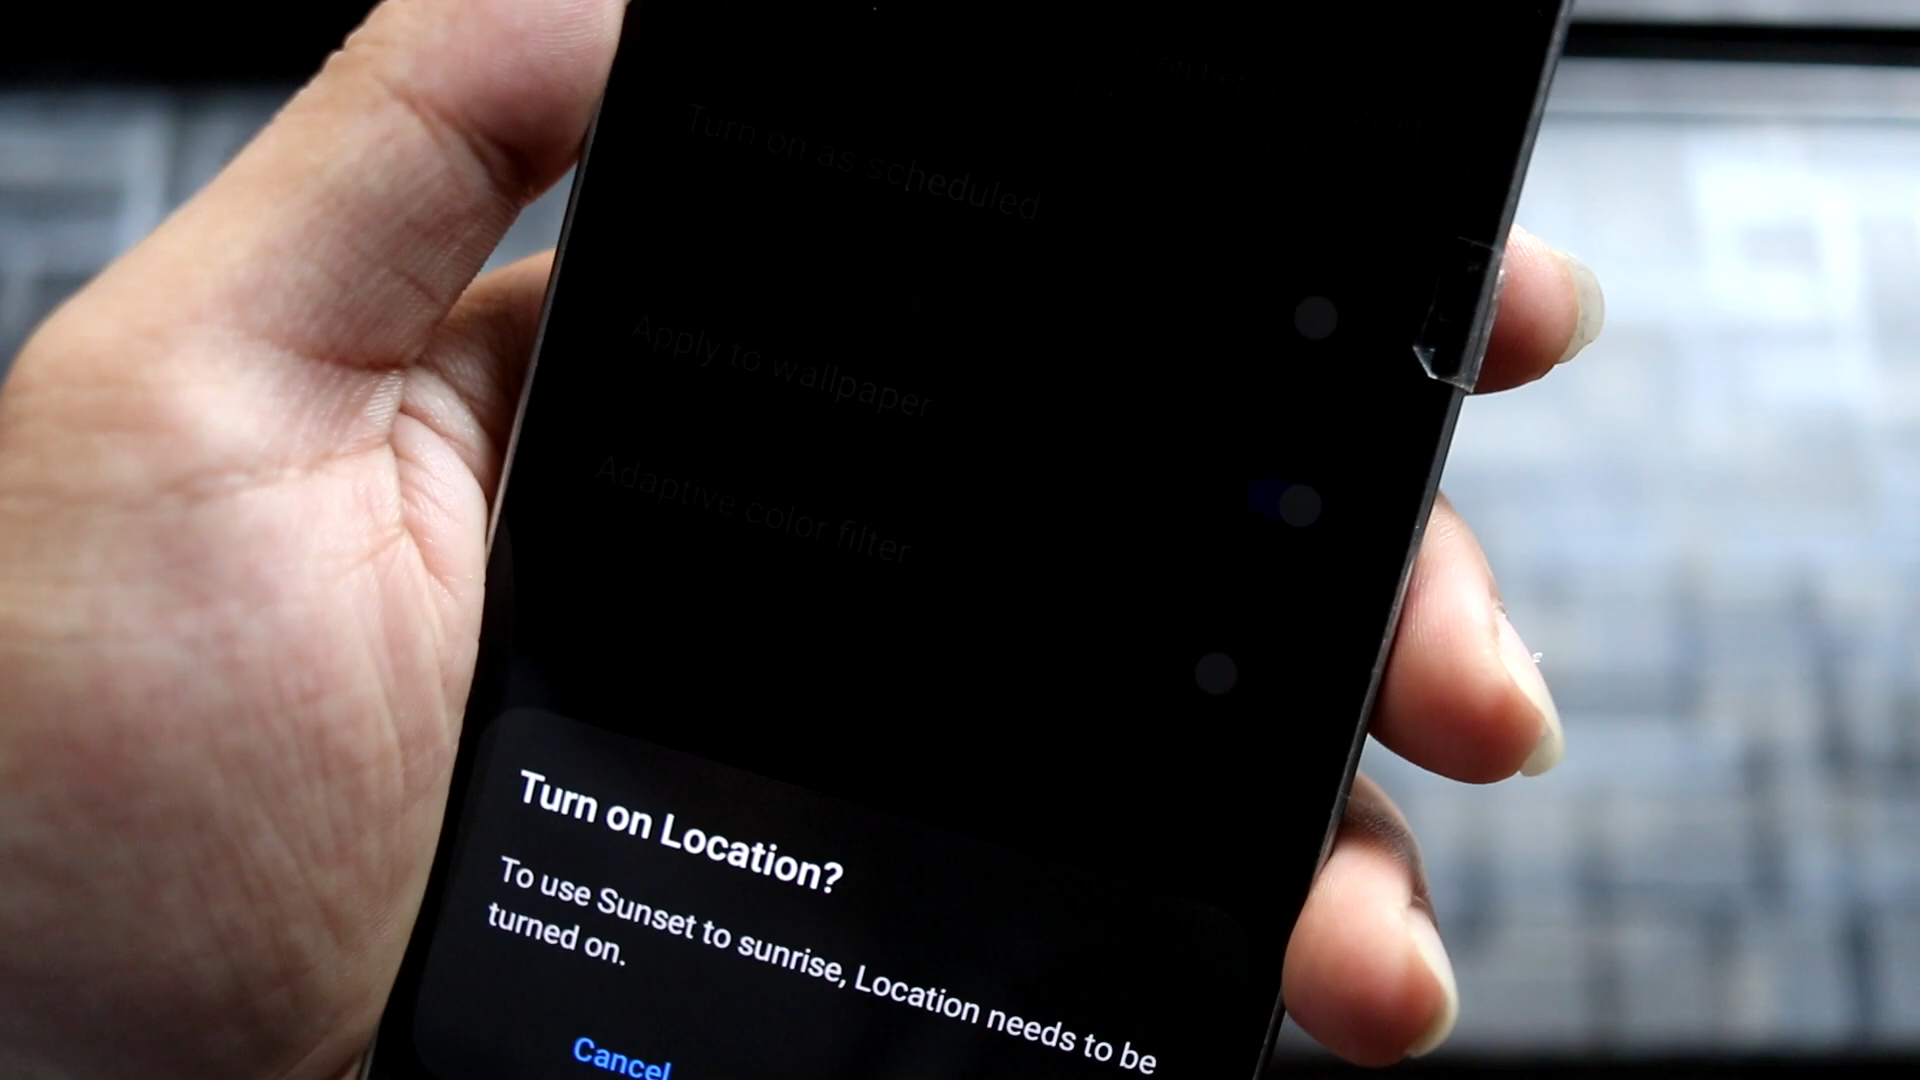 Turn on as scheduled
Apply to wallpaper
Adaptive color filter
Turn on Location?
To use Sunset to sunrise, Location needs to be
turned on.
Cancel